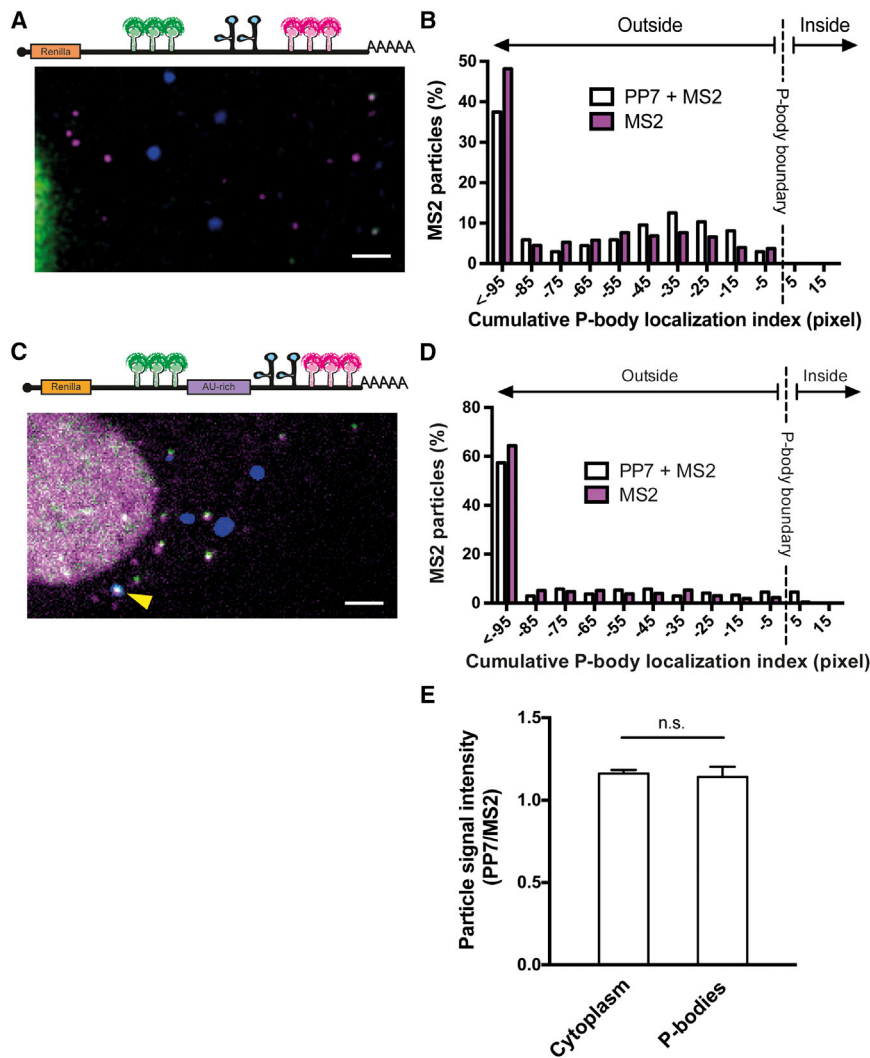 A
Renilla
AAAAA
B
Outside
Inside
MS2 particles (%)
50
40
30
20
10
0
PP7 + MS2
MS2
P-body boundary
<-95
-85
-75
-65
-55
-45
-35
-25
-15
-5
5
15
Cumulative P-body localization index (pixel)
C
Renilla
AU-rich
AAAAA
D
Outside
Inside
MS2 particles (%)
80
60
40
20
0
PP7 + MS2
MS2
P-body boundary
<-95
-85
-75
-65
-55
-45
-35
-25
-15
-5
5
15
Cumulative P-body localization index (pixel)
E
Particle signal intensity
(PP7/MS2)
1.5
1.0
0.5
0.0
n.s.
Cytoplasm
P-bodies